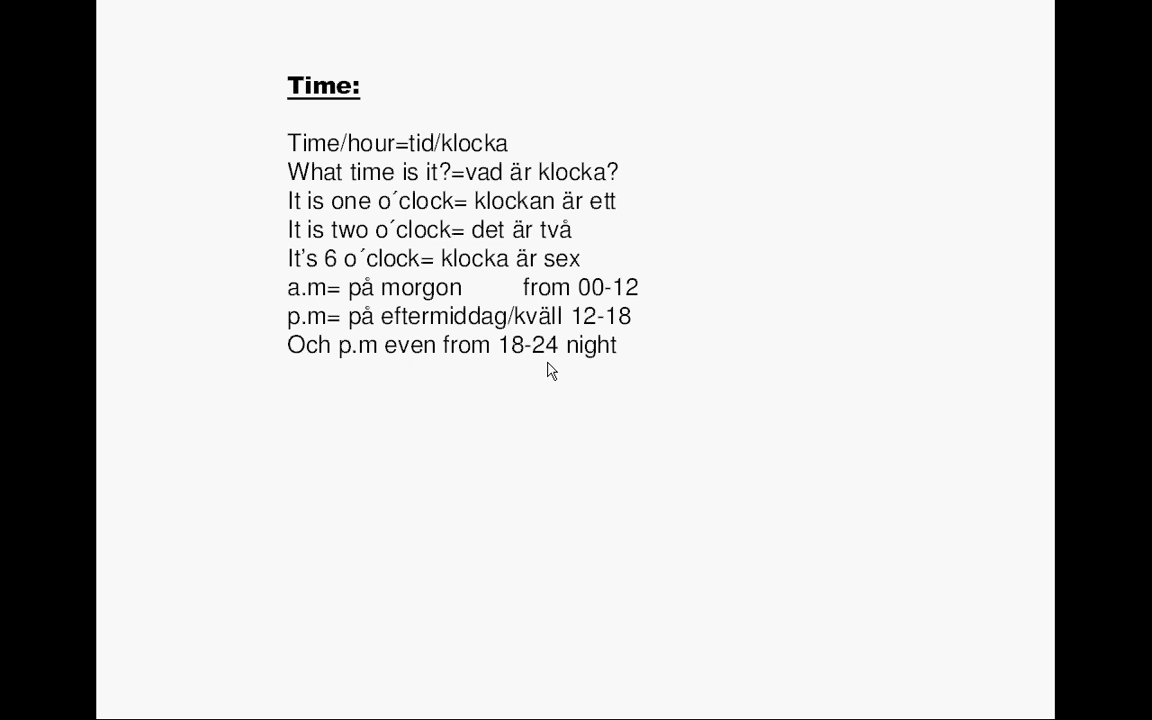 Time:
Time/hour=tid/klocka
What time is it?=vad är klocka?
It is one o´clock= klockan är ett
It is two o´clock= det är två
It’s 6 o´clock= klocka är sex
a.m= på morgon from 00-12
p.m= på eftermiddag/kväll 12-18
Och p.m even from 18-24 night